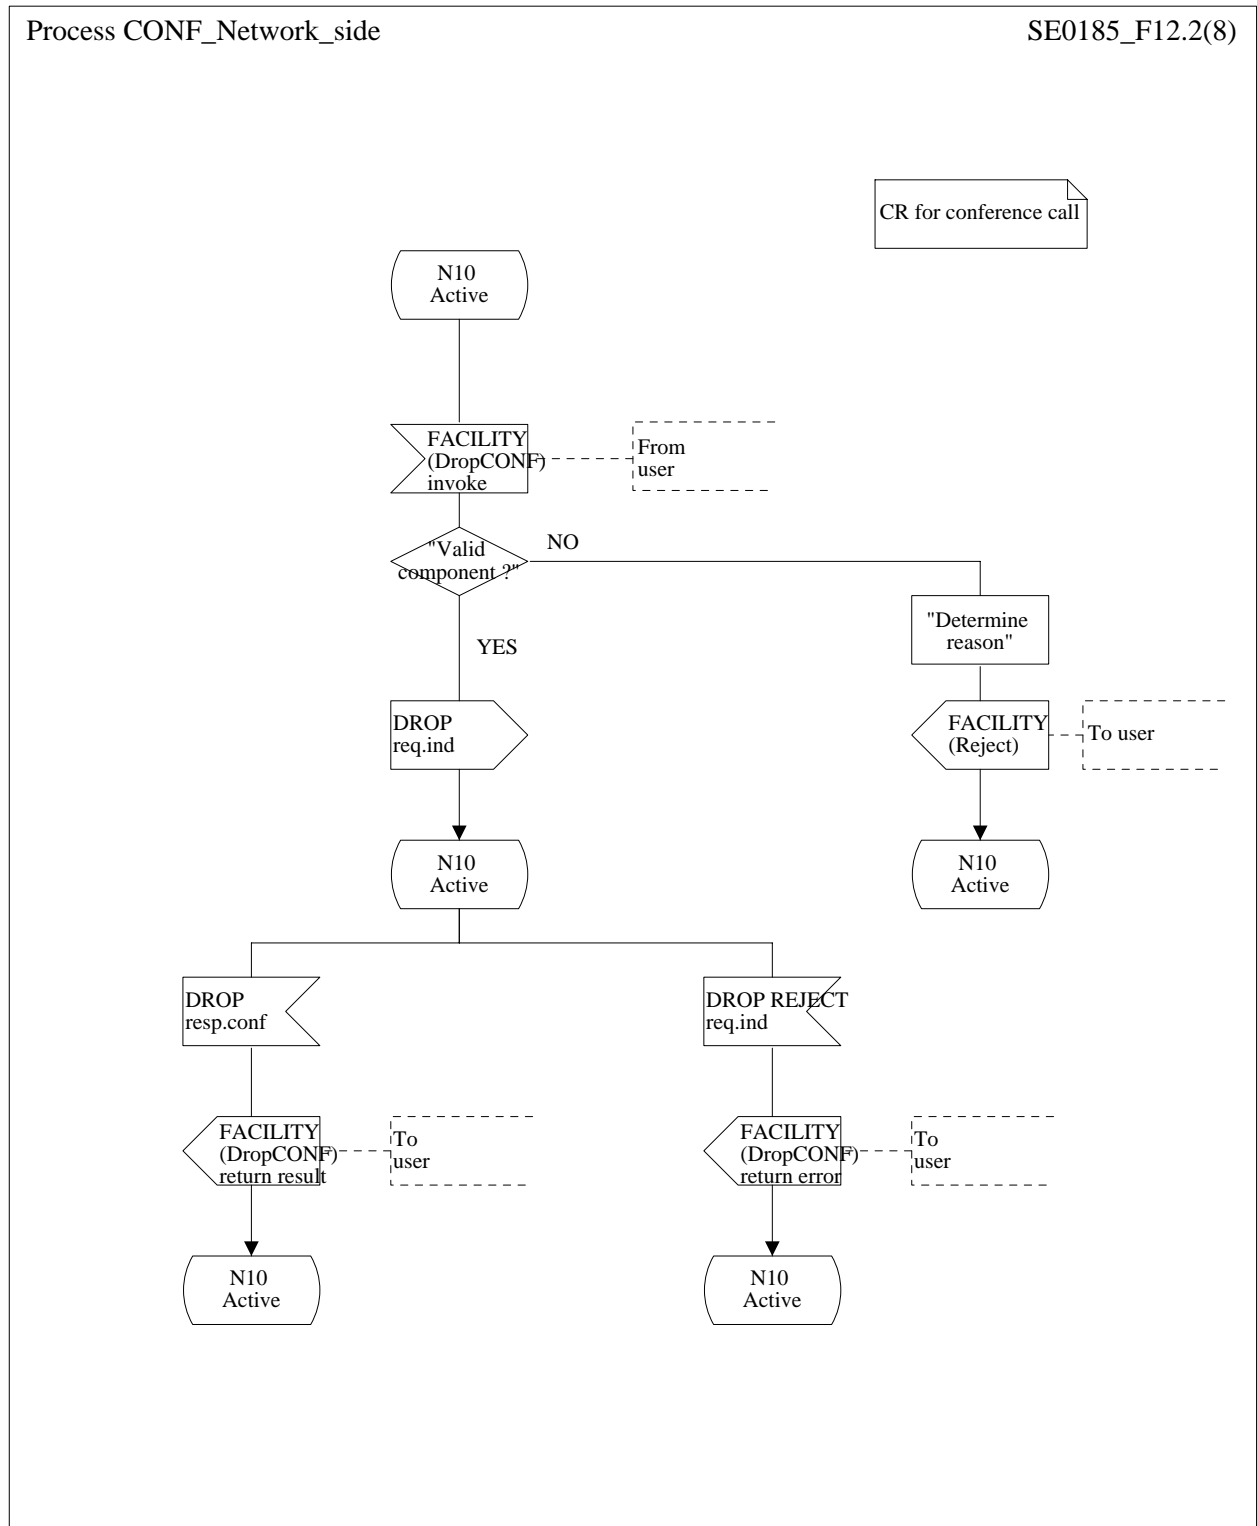 Process CONF_Network_side
SE0185_F12.2(8)
CR for conference call
N10
Active
FACILITY
(DropCONF)
invoke
From
user
"Valid
component ?"
NO
"Determine
reason"
YES
DROP
req.ind
FACILITY
(Reject)
To user
N10
Active
N10
Active
DROP
resp.conf
DROP REJECT
req.ind
FACILITY
(DropCONF)
return result
To
user
FACILITY
(DropCONF)
return error
To
user
N10
Active
N10
Active